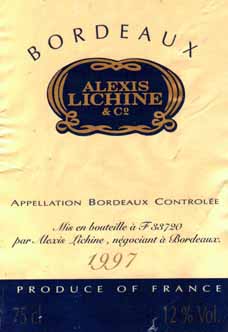 BORDEAUX
ALEXIS
LICHINE
& Cº
APPELLATION BORDEAUX CONTROLÉE
Mis en bouteille à F 33720
par Alexis Lichine, négociant à Bordeaux.
1997
PRODUCE OF FRANCE
75 cl
12 % Vol.